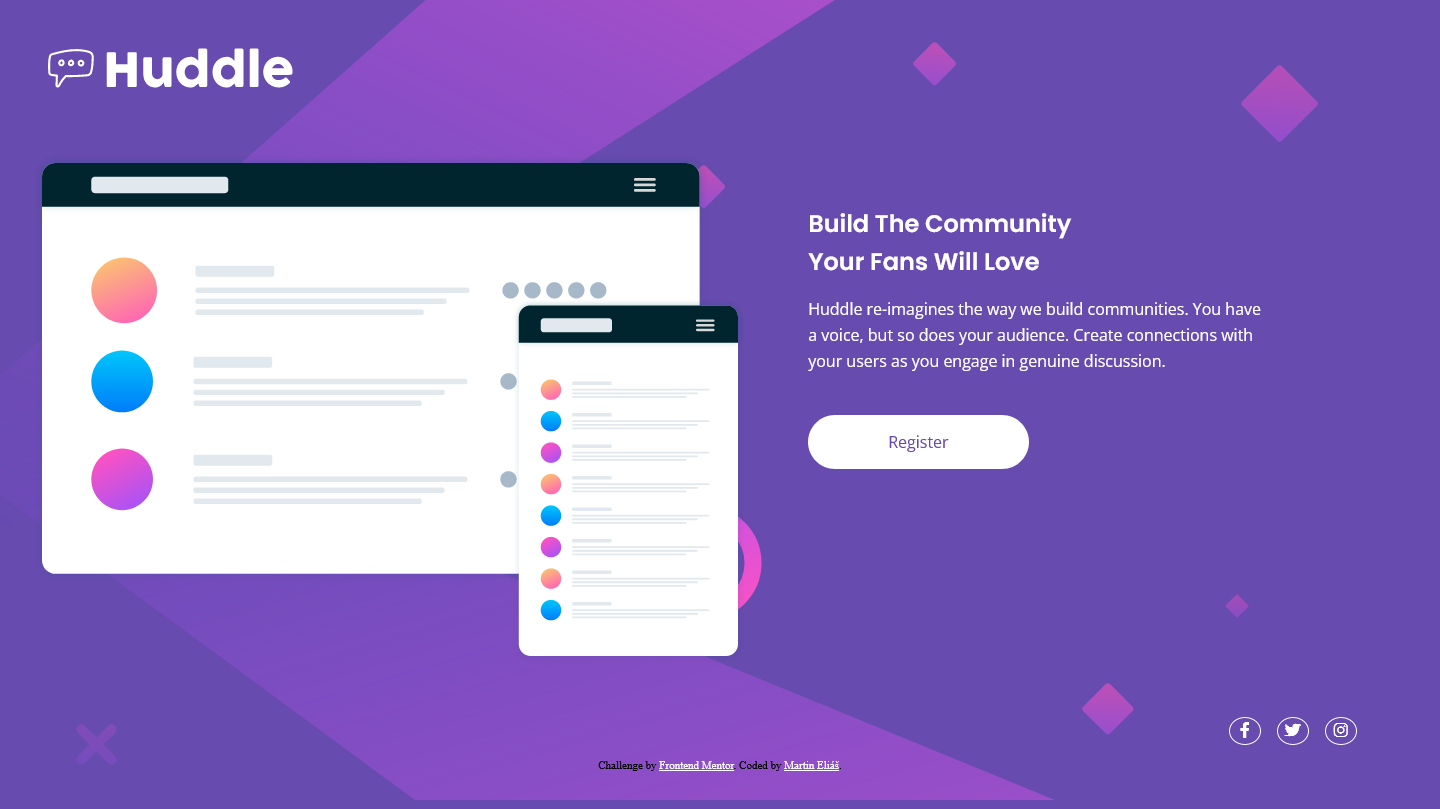 Huddle
Build The Community
Your Fans Will Love
Huddle re-imagines the way we build communities. You have
a voice, but so does your audience. Create connections with
your users as you engage in genuine discussion.
Register
Challenge by Frontend Mentor. Coded by Martin Eliáš.